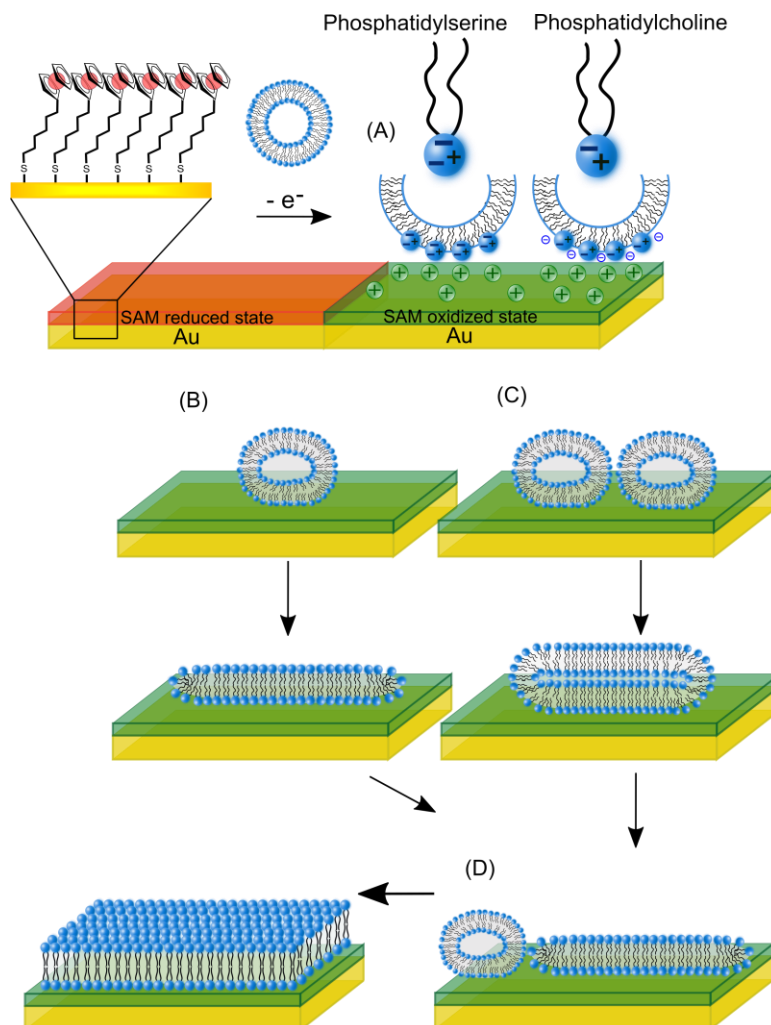 Phosphatidylserine Phosphatidylcholine
(A)
S S S S S S
- e-
SAM reduced state SAM oxidized state
Au Au
(B) (C)
(D)